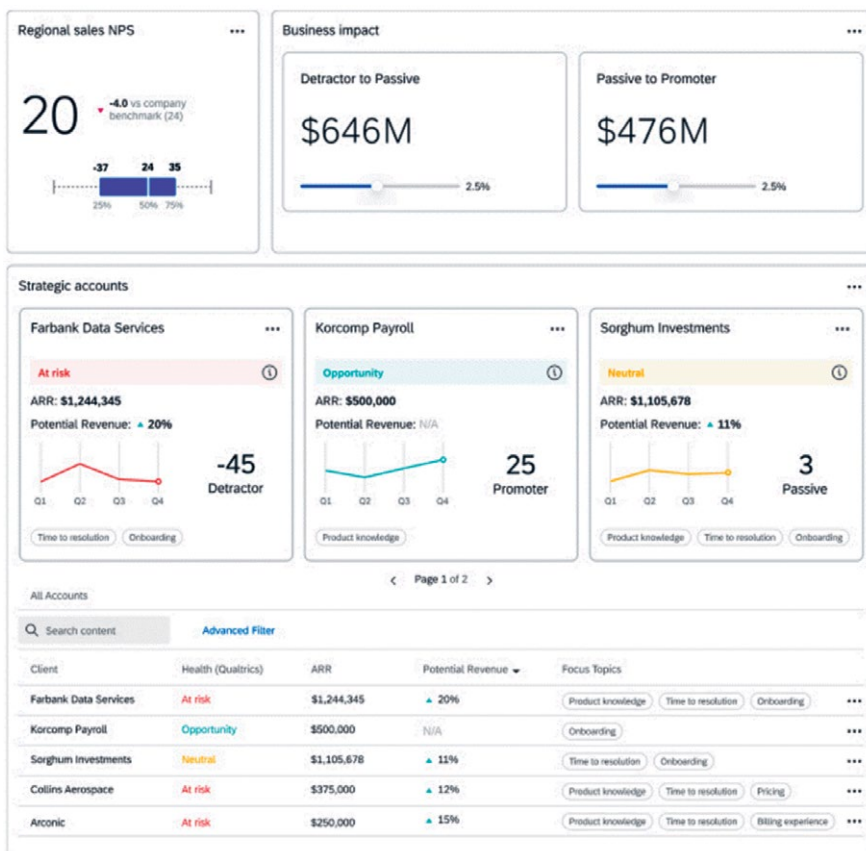 Regional sales NPS
20
-4.0 vs company
benchmark (24)
-37 24 35
25% 50% 75%
Business impact
Detractor to Passive
$646M
2.5%
Passive to Promoter
$476M
2.5%
Strategic accounts
Farbank Data Services
At risk
ARR: $1,244,345
Potential Revenue: ▲ 20%
-45
Detractor
Q1 Q2 Q3 Q4
Time to resolution Onboarding
Korcomp Payroll
Opportunity
ARR: $500,000
Potential Revenue: N/A
25
Promoter
Q1 Q2 Q3 Q4
Product knowledge
Sorghum Investments
Neutral
ARR: $1,105,678
Potential Revenue: ▲ 11%
3
Passive
Q1 Q2 Q3 Q4
Product knowledge Time to resolution Onboarding
Page 1 of 2
All Accounts
Search content Advanced Filter
Client Health (Qualtrics) ARR Potential Revenue Focus Topics
Farbank Data Services At risk $1,244,345 ▲ 20% Product knowledge Time to resolution Onboarding
Korcomp Payroll Opportunity $500,000 N/A Onboarding
Sorghum Investments Neutral $1,105,678 ▲ 11% Time to resolution Onboarding
Collins Aerospace At risk $375,000 ▲ 12% Product knowledge Time to resolution Pricing
Arconic At risk $250,000 ▲ 15% Product knowledge Time to resolution Billing experience